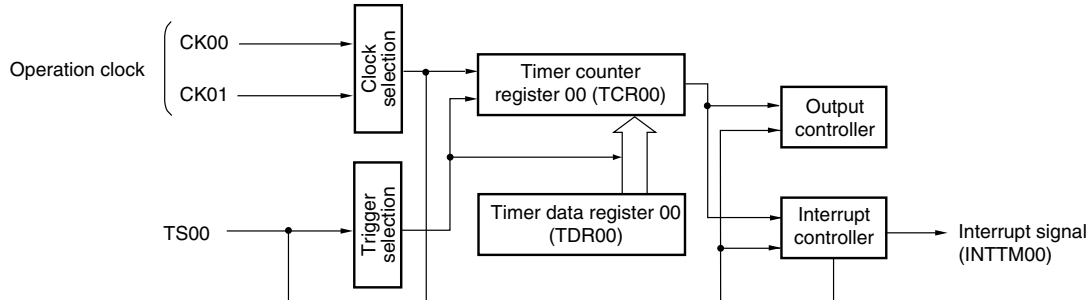 Operation clock
CK00
CK01
Clock
selection
Timer counter
register 00 (TCR00)
Output
controller
TS00
Trigger
selection
Timer data register 00
(TDR00)
Interrupt
controller
Interrupt signal
(INTTM00)